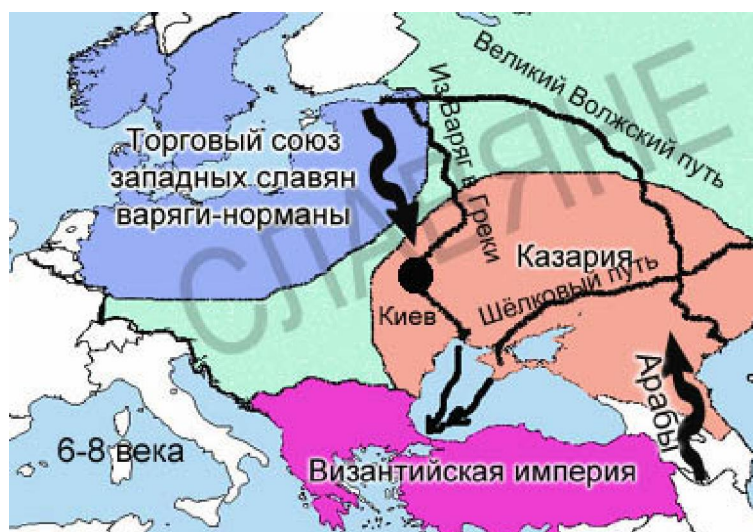 Великий Волжский путь
Из Варяг в Греки
Торговый союз
западных славян
варяги-норманы
СЛАВЯНЕ
Казария
Шёлковый путь
Киев
Арабы
6-8 века
Византийская империя